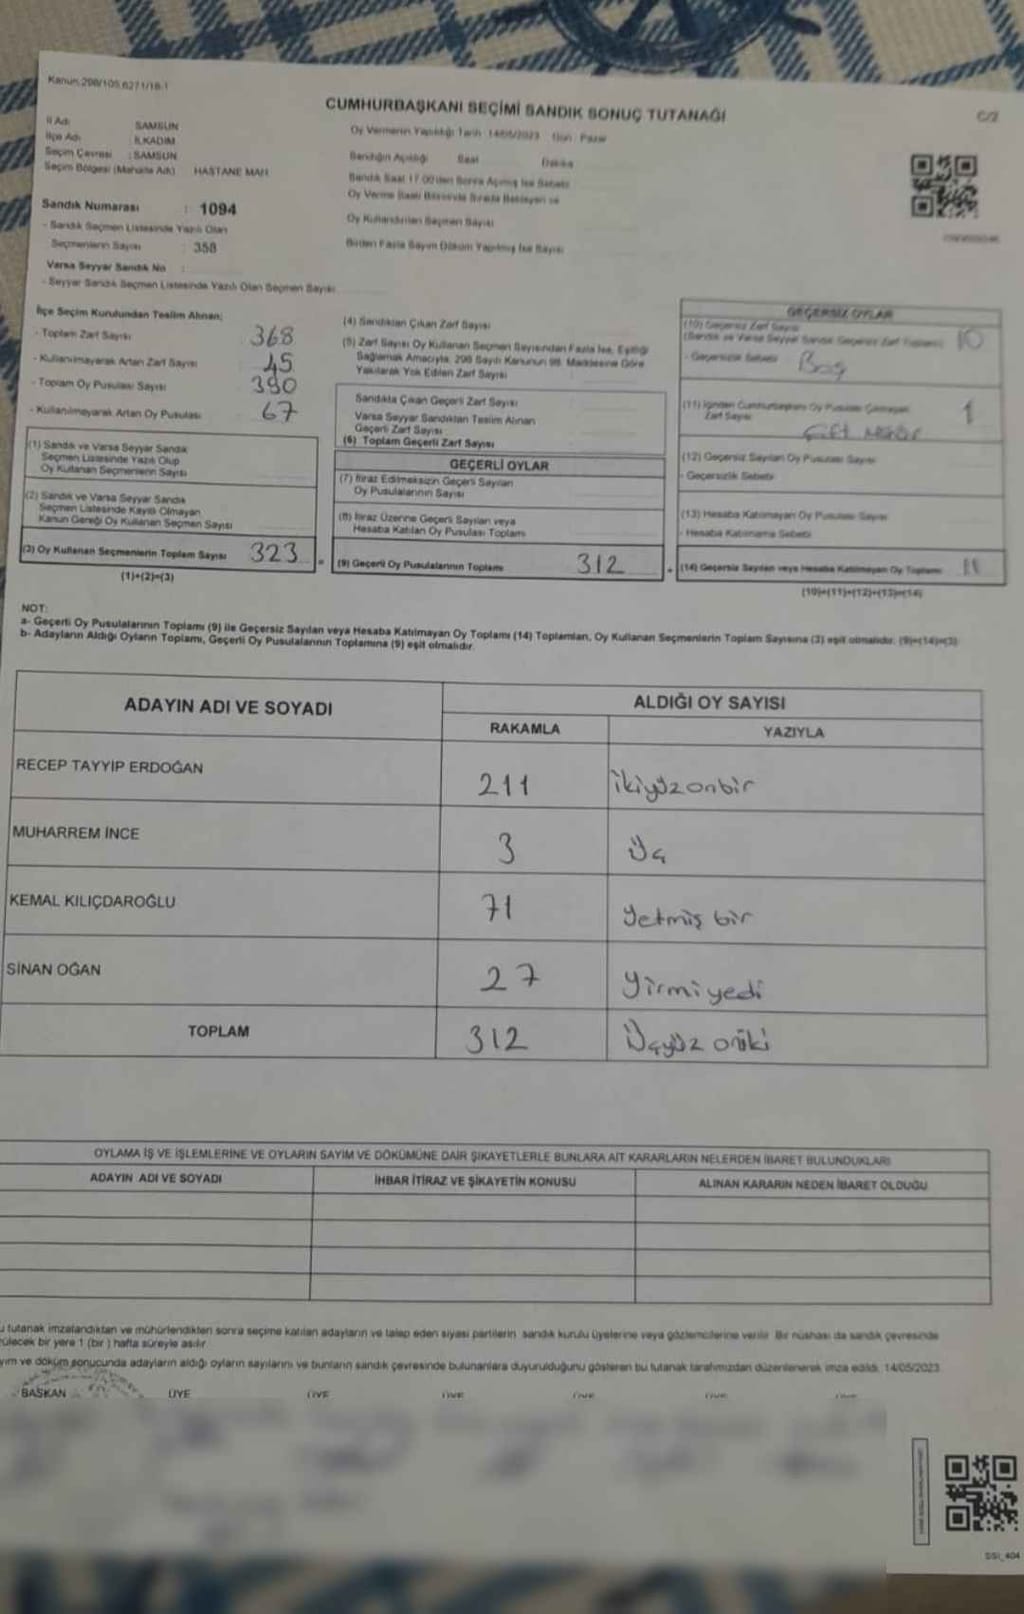 Kanun:298/105,6271/18-1
CUMHURBAŞKANI SEÇİMİ SANDIK SONUÇ TUTANAĞI
C/2
İl Adı SAMSUN
İlçe Adı İLKADIM
Seçim Çevresi : SAMSUN
Seçim Bölgesi (Mahalle Adı) HASTANE MAH
Sandık Numarası : 1094
- Sandık Seçmen Listesinde Yazılı Olan
Seçmenlerin Sayısı : 358
Varsa Seyyar Sandık No :
- Seyyar Sandık Seçmen Listesinde Yazılı Olan Seçmen Sayısı
Oy Vermenin Yapıldığı Tarih 14/05/2023 Gün Pazar
Sandığın Açıldığı Saat Dakika
Sandık Saat 17.00'den Sonra Açılmış İse Sebebi
Oy Verme Saati Bitiminde Sırada Bekleyen ve
Oy Kullandırılan Seçmen Sayısı
Birden Fazla Sayım Döküm Yapılmış İse Sayısı
İlçe Seçim Kurulundan Teslim Alınan;
- Toplam Zarf Sayısı 368
- Kullanılmayarak Artan Zarf Sayısı 45
- Toplam Oy Pusulası Sayısı 390
- Kullanılmayarak Artan Oy Pusulası 67
(1) Sandık ve Varsa Seyyar Sandık
Seçmen Listesinde Yazılı Olup
Oy Kullanan Seçmenlerin Sayısı
(2) Sandık ve Varsa Seyyar Sandık
Seçmen Listesinde Kayıtlı Olmayan
Kanun Gereği Oy Kullanan Seçmen Sayısı
(3) Oy Kullanan Seçmenlerin Toplam Sayısı 323 =
(1)+(2)=(3)
(4) Sandıktan Çıkan Zarf Sayısı
(5) Zarf Sayısı Oy Kullanan Seçmen Sayısından Fazla İse, Eşitliği
Sağlamak Amacıyla, 298 Sayılı Kanunun 98. Maddesine Göre
Yakılarak Yok Edilen Zarf Sayısı
Sandıkta Çıkan Geçerli Zarf Sayısı
Varsa Seyyar Sandıktan Teslim Alınan
Geçerli Zarf Sayısı
(6) Toplam Geçerli Zarf Sayısı
GEÇERLİ OYLAR
(7) İtiraz Edilmeksizin Geçerli Sayılan
Oy Pusulalarının Sayısı
(8) İtiraz Üzerine Geçerli Sayılan veya
Hesaba Katılan Oy Pusulası Toplamı
(9) Geçerli Oy Pusulalarının Toplamı 312 +
GEÇERSİZ OYLAR
(10) Geçersiz Zarf Sayısı
(Sandık ve Varsa Seyyar Sandık Geçersiz Zarf Toplamı) 10
- Geçersizlik Sebebi Boş
(11) İçinden Cumhurbaşkanı Oy Pusulası Çıkmayan
Zarf Sayısı 1
Çift Mühür
(12) Geçersiz Sayılan Oy Pusulası Sayısı
- Geçersizlik Sebebi
(13) Hesaba Katılmayan Oy Pusulası Sayısı
- Hesaba Katılmama Sebebi
(14) Geçersiz Sayılan veya Hesaba Katılmayan Oy Toplamı 11
(10)+(11)+(12)+(13)=(14)
NOT:
a- Geçerli Oy Pusulalarının Toplamı (9) ile Geçersiz Sayılan veya Hesaba Katılmayan Oy Toplamı (14) Toplamları, Oy Kullanan Seçmenlerin Toplam Sayısına (3) eşit olmalıdır. (9)+(14)=(3)
b- Adayların Aldığı Oyların Toplamı, Geçerli Oy Pusulalarının Toplamına (9) eşit olmalıdır.
ADAYIN ADI VE SOYADI
ALDIĞI OY SAYISI
RAKAMLA YAZIYLA
RECEP TAYYIP ERDOĞAN 211 ikiyüz onbir
MUHARREM İNCE 3 Üç
KEMAL KILIÇDAROĞLU 71 yetmiş bir
SİNAN OĞAN 27 yirmi yedi
TOPLAM 312 Üçyüz oniki
OYLAMA İŞ VE İŞLEMLERİNE VE OYLARIN SAYIM VE DÖKÜMÜNE DAİR ŞİKAYETLERLE BUNLARA AİT KARARLARIN NELERDEN İBARET BULUNDUKLARI
ADAYIN ADI VE SOYADI İHBAR İTİRAZ VE ŞİKAYETİN KONUSU ALINAN KARARIN NEDEN İBARET OLDUĞU
u tutanak imzalandıktan ve mühürlendikten sonra seçime katılan adayların ve talep eden siyasi partilerin sandık kurulu üyelerine veya gözlemcilerine verilir. Bir nüshası da sandık çevresinde
rülecek bir yere 1 (bir) hafta süreyle asılır.
yım ve döküm sonucunda adayların aldığı oyların sayılarını ve bunların sandık çevresinde bulunanlara duyurulduğunu gösteren bu tutanak tarafımızdan düzenlenerek imza edildi. 14/05/2023
BAŞKAN ÜYE ÜYE ÜYE ÜYE ÜYE ÜYE
SSI_404